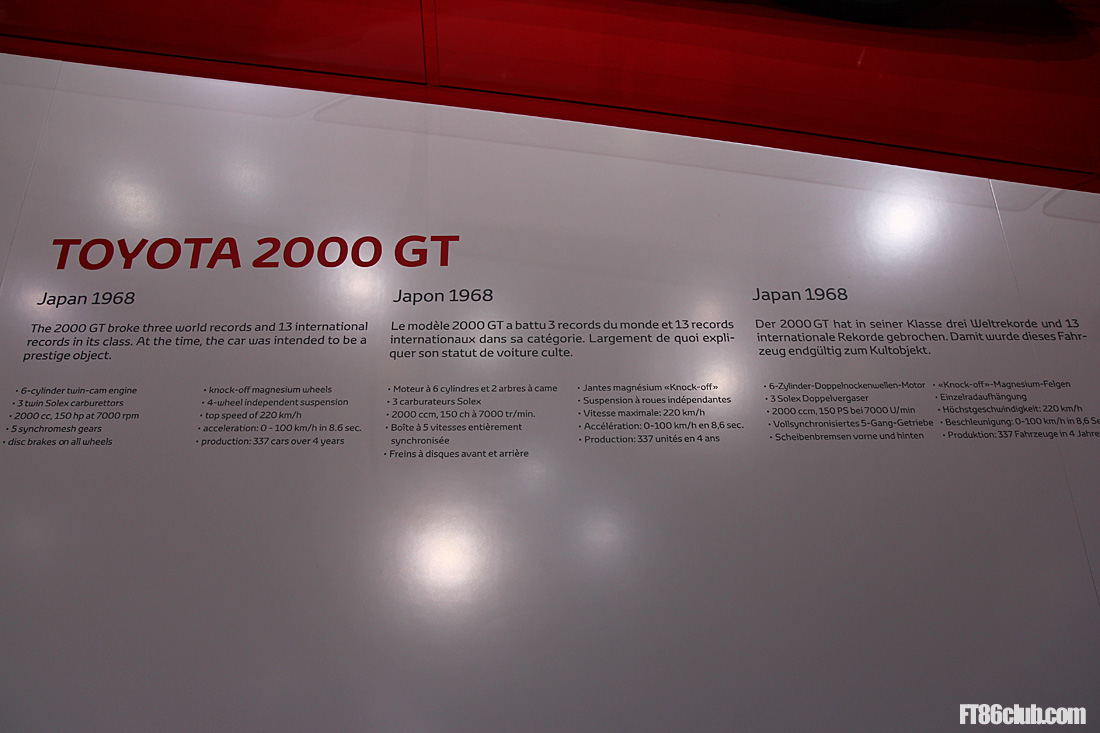 TOYOTA 2000 GT
Japan 1968
The 2000 GT broke three world records and 13 international
records in its class. At the time, the car was intended to be a
prestige object.
• 6-cylinder twin-cam engine
• 3 twin Solex carburettors
• 2000 cc, 150 hp at 7000 rpm
• 5 synchromesh gears
• disc brakes on all wheels
• knock-off magnesium wheels
• 4-wheel independent suspension
• top speed of 220 km/h
• acceleration: 0 - 100 km/h in 8.6 sec.
• production: 337 cars over 4 years
Japon 1968
Le modèle 2000 GT a battu 3 records du monde et 13 records
internationaux dans sa catégorie. Largement de quoi expli-
quer son statut de voiture culte.
• Moteur à 6 cylindres et 2 arbres à came
• 3 carburateurs Solex
• 2000 ccm, 150 ch à 7000 tr/min.
• Boîte à 5 vitesses entièrement
synchronisée
• Freins à disques avant et arrière
• Jantes magnésium «Knock-off»
• Suspension à roues indépendantes
• Vitesse maximale: 220 km/h
• Accélération: 0-100 km/h en 8,6 sec.
• Production: 337 unités en 4 ans
Japan 1968
Der 2000 GT hat in seiner Klasse drei Weltrekorde und 13
internationale Rekorde gebrochen. Damit wurde dieses Fahr-
zeug endgültig zum Kultobjekt.
• 6-Zylinder-Doppelnockenwellen-Motor
• 3 Solex Doppelvergaser
• 2000 ccm, 150 PS bei 7000 U/min
• Vollsynchronisiertes 5-Gang-Getriebe
• Scheibenbremsen vorne und hinten
• «Knock-off»-Magnesium-Felgen
• Einzelradaufhängung
• Höchstgeschwindigkeit: 220 km/h
• Beschleunigung: 0-100 km/h in 8,6 Se
• Produktion: 337 Fahrzeuge in 4 Jahre
FT86club.com